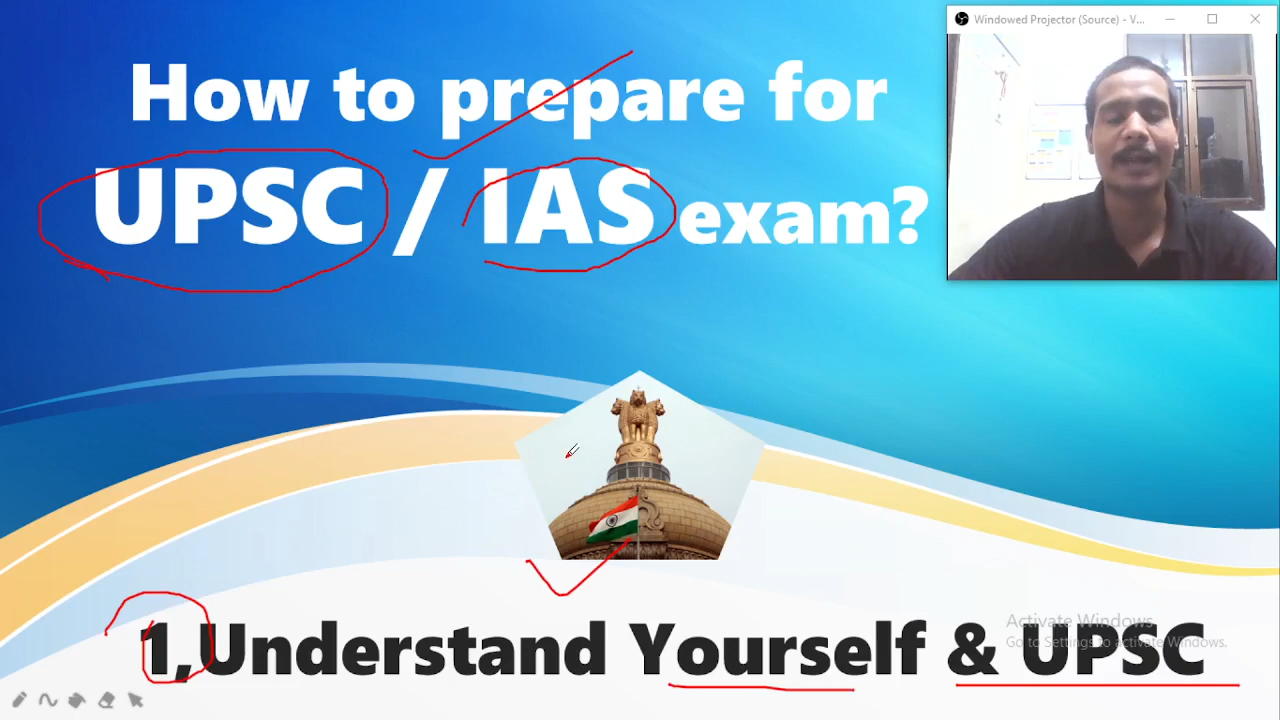 Windowed Projector (Source) - V...
How to prepare for
UPSC / IAS exam?
1,Understand Yourself & UPSC
Activate Windows
Go to Settings to activate Windows.